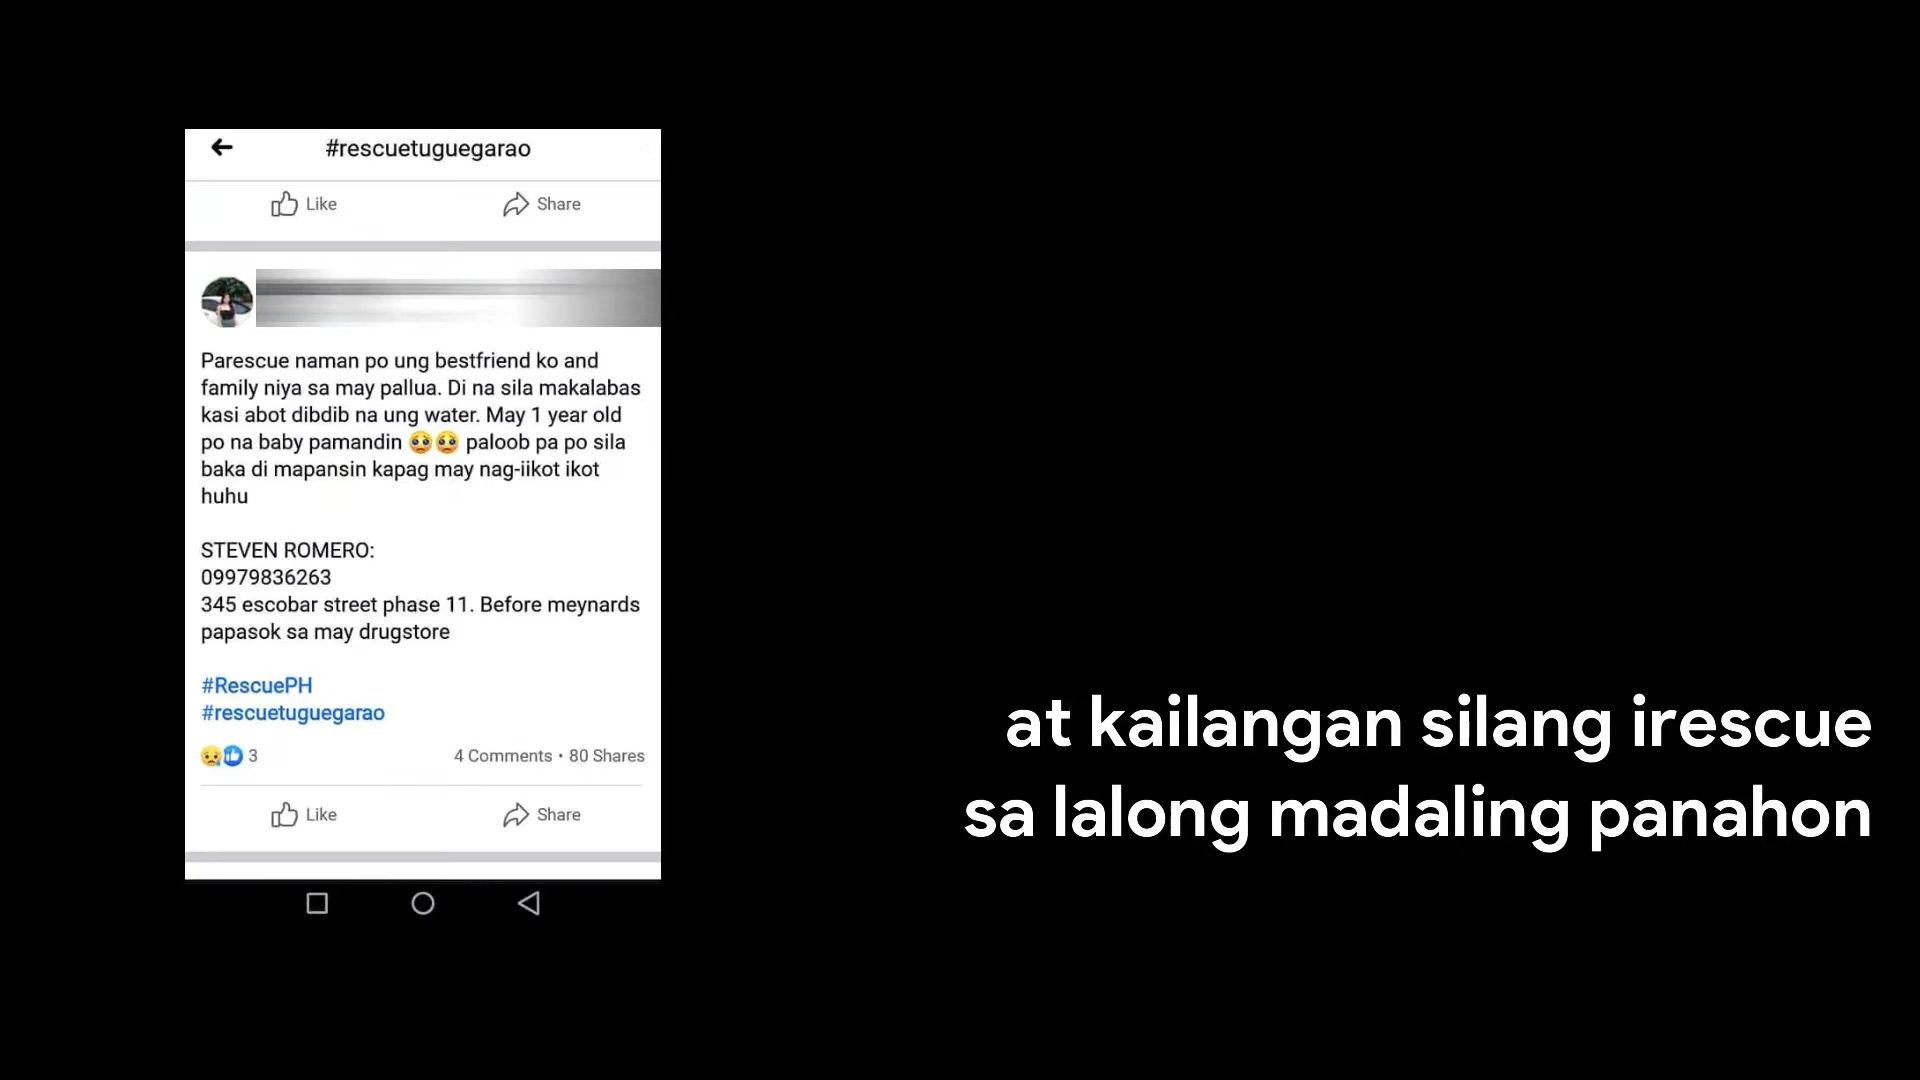 #rescuetuguegarao
Like
Share
Parescue naman po ung bestfriend ko and
family niya sa may pallua. Di na sila makalabas
kasi abot dibdib na ung water. May 1 year old
po na baby pamandin 🥺🥺 paloob pa po sila
baka di mapansin kapag may nag-iikot ikot
huhu
STEVEN ROMERO:
09979836263
345 escobar street phase 11. Before meynards
papasok sa may drugstore
#RescuePH
#rescuetuguegarao
3
4 Comments • 80 Shares
Like
Share
at kailangan silang irescue
sa lalong madaling panahon